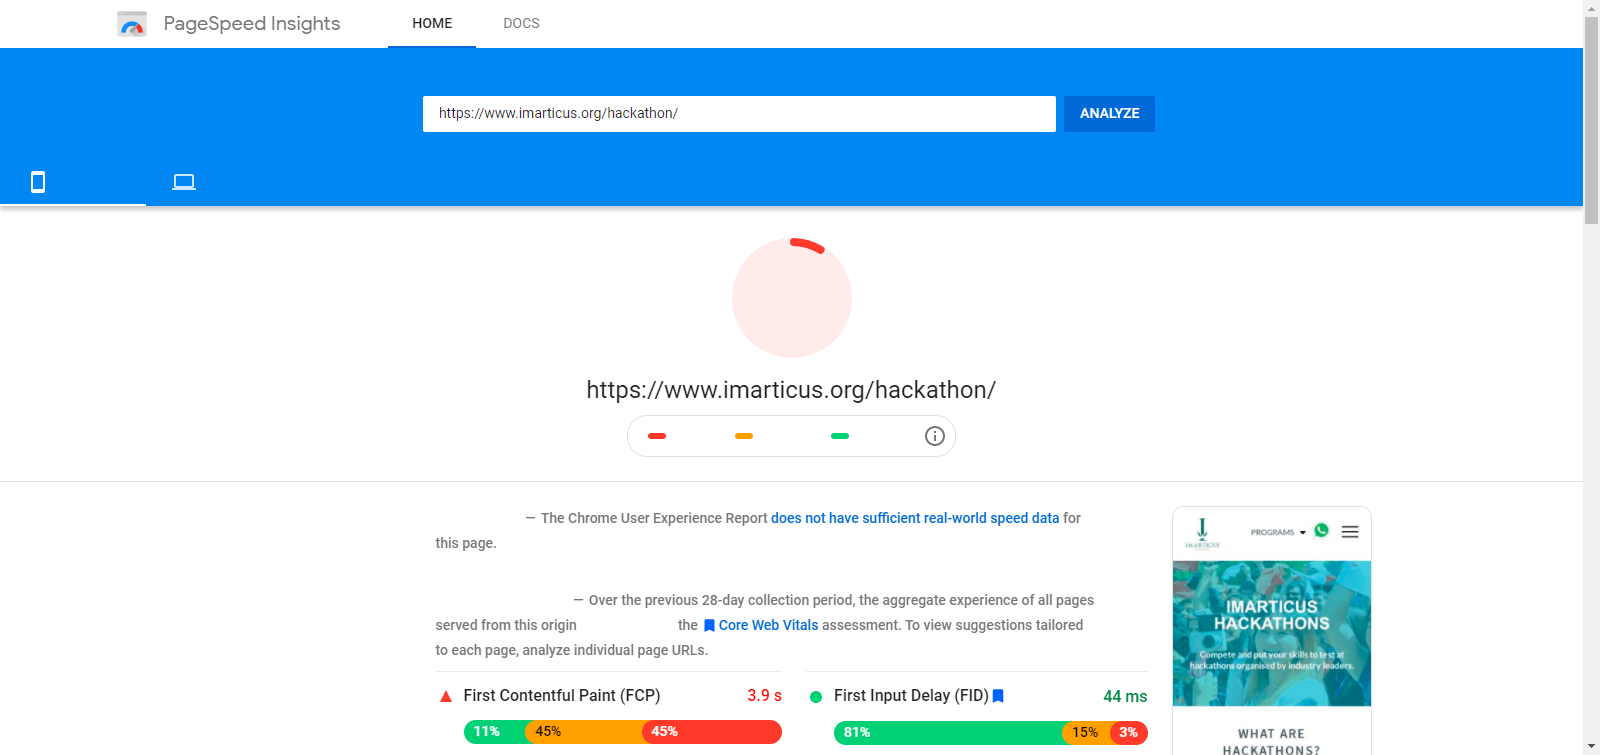 PageSpeed Insights HOME DOCS
https://www.imarticus.org/hackathon/ ANALYZE
https://www.imarticus.org/hackathon/
— The Chrome User Experience Report does not have sufficient real-world speed data for
this page.
— Over the previous 28-day collection period, the aggregate experience of all pages
served from this origin the Core Web Vitals assessment. To view suggestions tailored
to each page, analyze individual page URLs.
First Contentful Paint (FCP) 3.9 s
11% 45% 45%
First Input Delay (FID) 44 ms
81% 15% 3%
IMARTICUS
PROGRAMS
IMARTICUS
HACKATHONS
Compete and put your skills to test at
hackathons organised by industry leaders.
WHAT ARE
HACKATHONS?